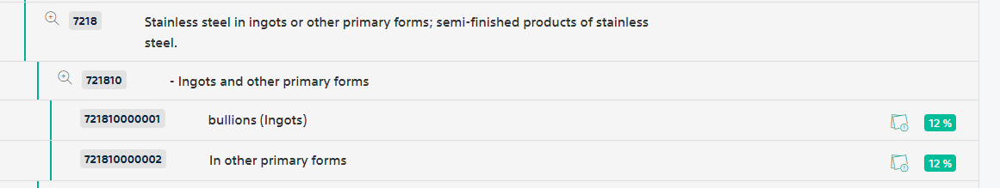 7218 Stainless steel in ingots or other primary forms; semi-finished products of stainless
steel.
721810 - Ingots and other primary forms
721810000001 bullions (Ingots) 12 %
721810000002 In other primary forms 12 %